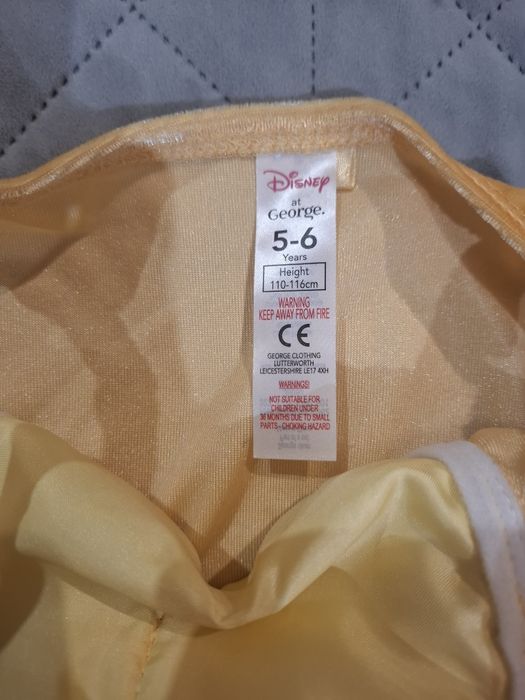 Disney
at
George.
5-6
Years
Height
110-116cm
WARNING
KEEP AWAY FROM FIRE
CE
GEORGE CLOTHING
LUTTERWORTH
LEICESTERSHIRE LE17 4XH
WARNINGS!
NOT SUITABLE FOR
CHILDREN UNDER
36 MONTHS DUE TO SMALL
PARTS - CHOKING HAZARD